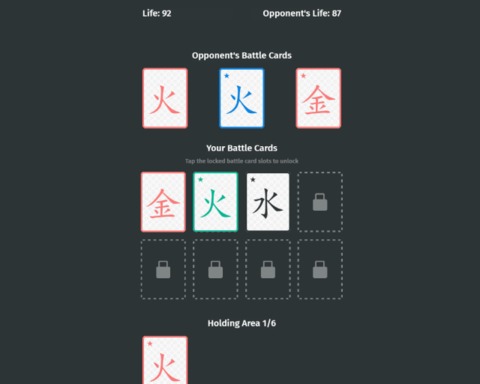 Life: 92 Opponent's Life: 87
Opponent's Battle Cards
火 火 金
Your Battle Cards
Tap the locked battle card slots to unlock
金 火 水
Holding Area 1/6
火